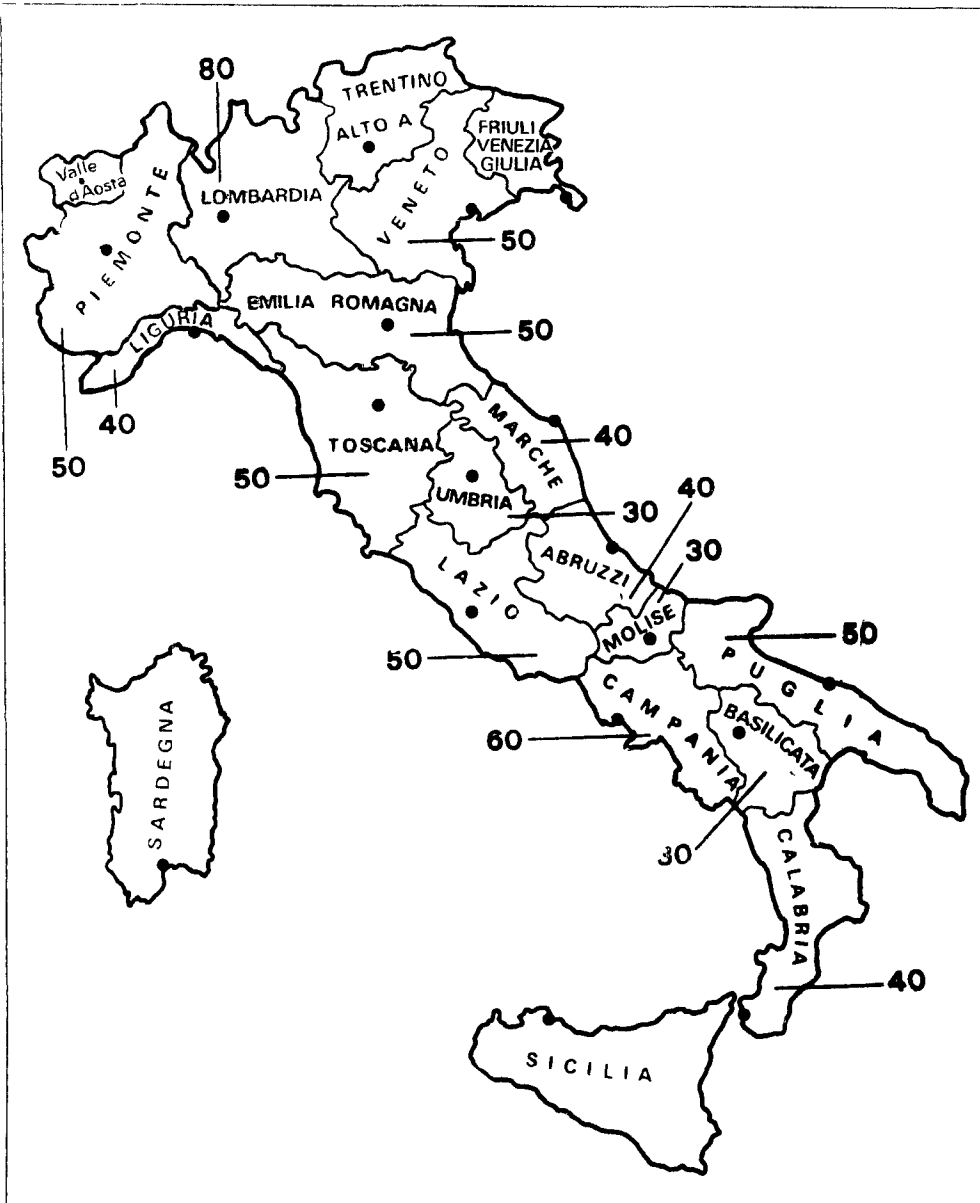 80
TRENTINO
ALTO A
FRIULI
VENEZIA
GIULIA
Valle
d'Aosta
LOMBARDIA
VENETO
PIEMONTE
50
EMILIA ROMAGNA
50
LIGURIA
40
50
MARCHE
40
TOSCANA
50
UMBRIA
30
40
30
ABRUZZI
LAZIO
MOLISE
50
50
PUGLIA
CAMPANIA
60
BASILICATA
30
SARDEGNA
CALABRIA
40
SICILIA